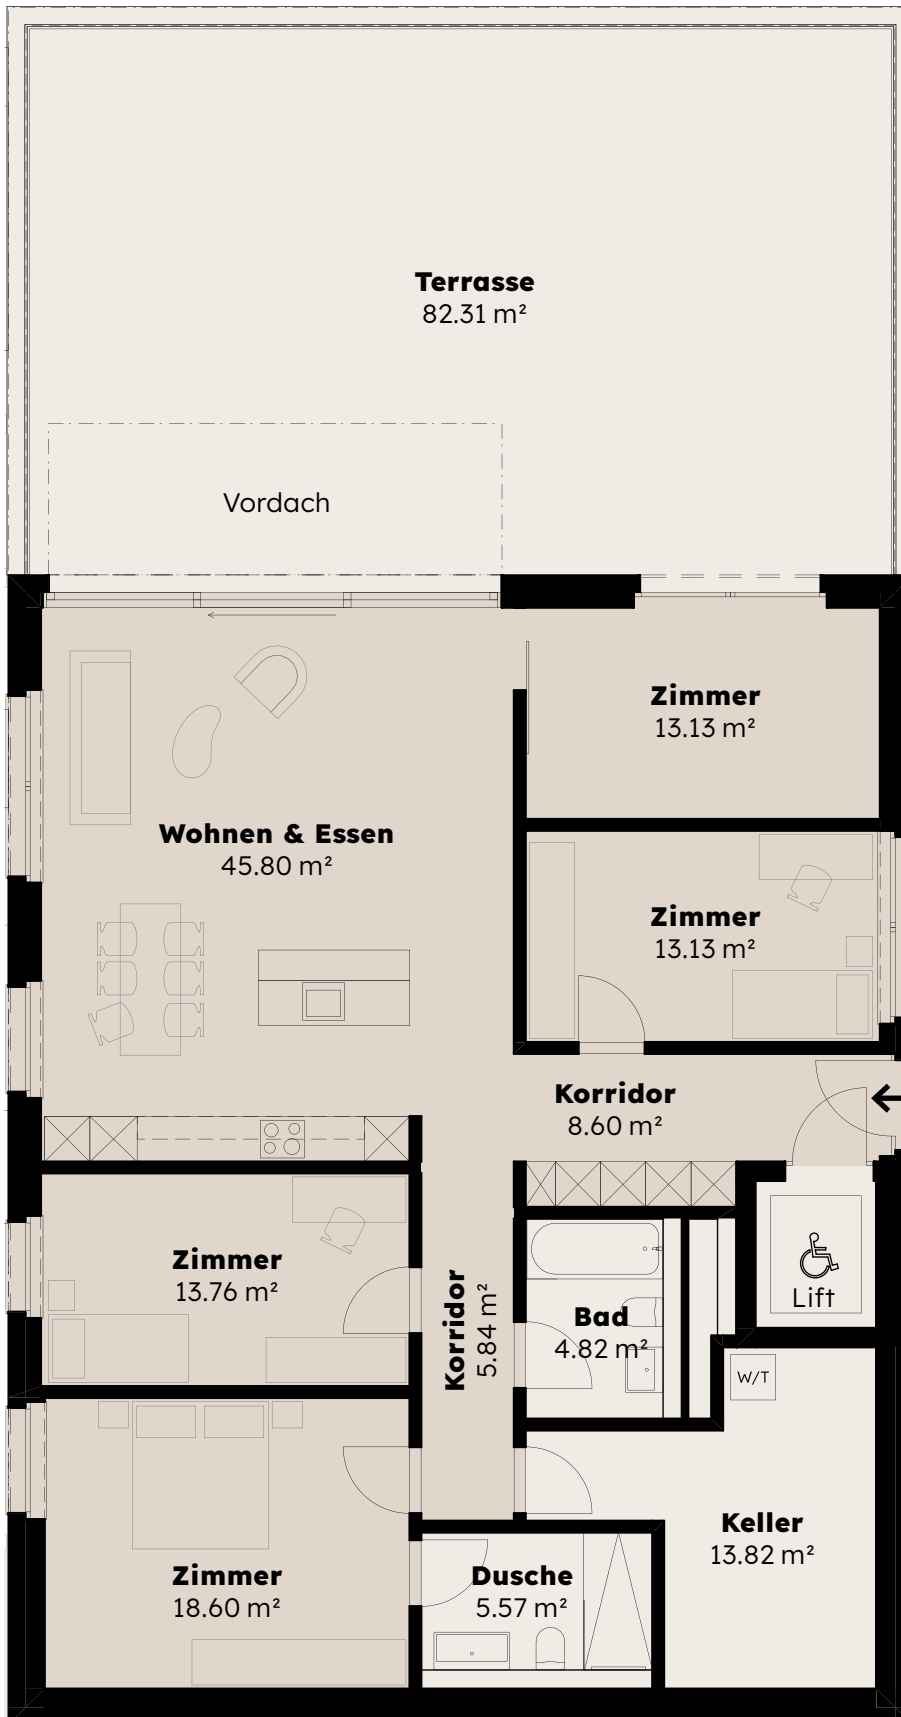 Terrasse
82.31 m²
Vordach
Zimmer
13.13 m²
Wohnen & Essen
45.80 m²
Zimmer
13.13 m²
Korridor
8.60 m²
Zimmer
13.76 m²
Korridor
5.84 m²
Bad
4.82 m²
Lift
W/T
Keller
13.82 m²
Zimmer
18.60 m²
Dusche
5.57 m²